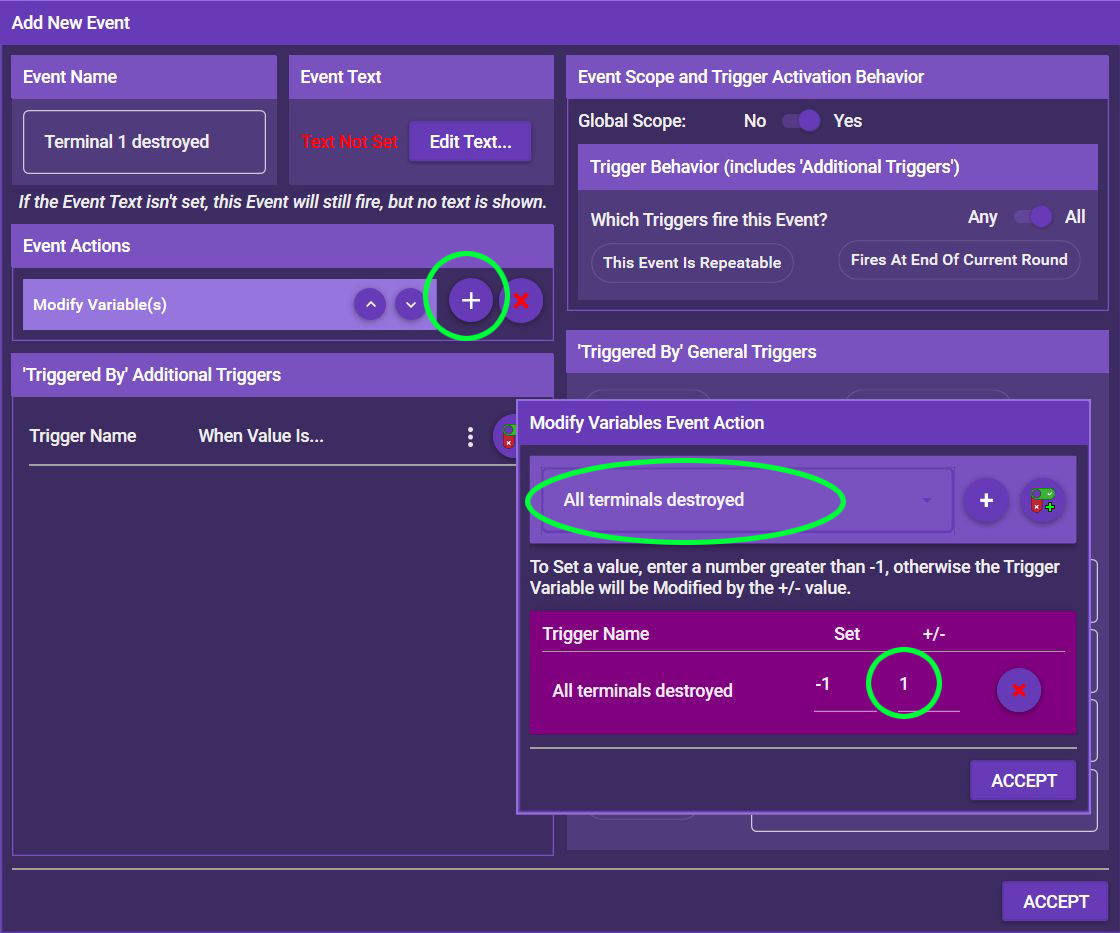 Add New Event
Event Name
Terminal 1 destroyed
Event Text
Text Not Set
Edit Text...
If the Event Text isn't set, this Event will still fire, but no text is shown.
Event Actions
Modify Variable(s)
'Triggered By' Additional Triggers
Trigger Name When Value Is...
Event Scope and Trigger Activation Behavior
Global Scope: No Yes
Trigger Behavior (includes 'Additional Triggers')
Which Triggers fire this Event? Any All
This Event Is Repeatable
Fires At End Of Current Round
'Triggered By' General Triggers
Modify Variables Event Action
All terminals destroyed
To Set a value, enter a number greater than -1, otherwise the Trigger
Variable will be Modified by the +/- value.
Trigger Name Set +/-
All terminals destroyed -1 1
ACCEPT
ACCEPT